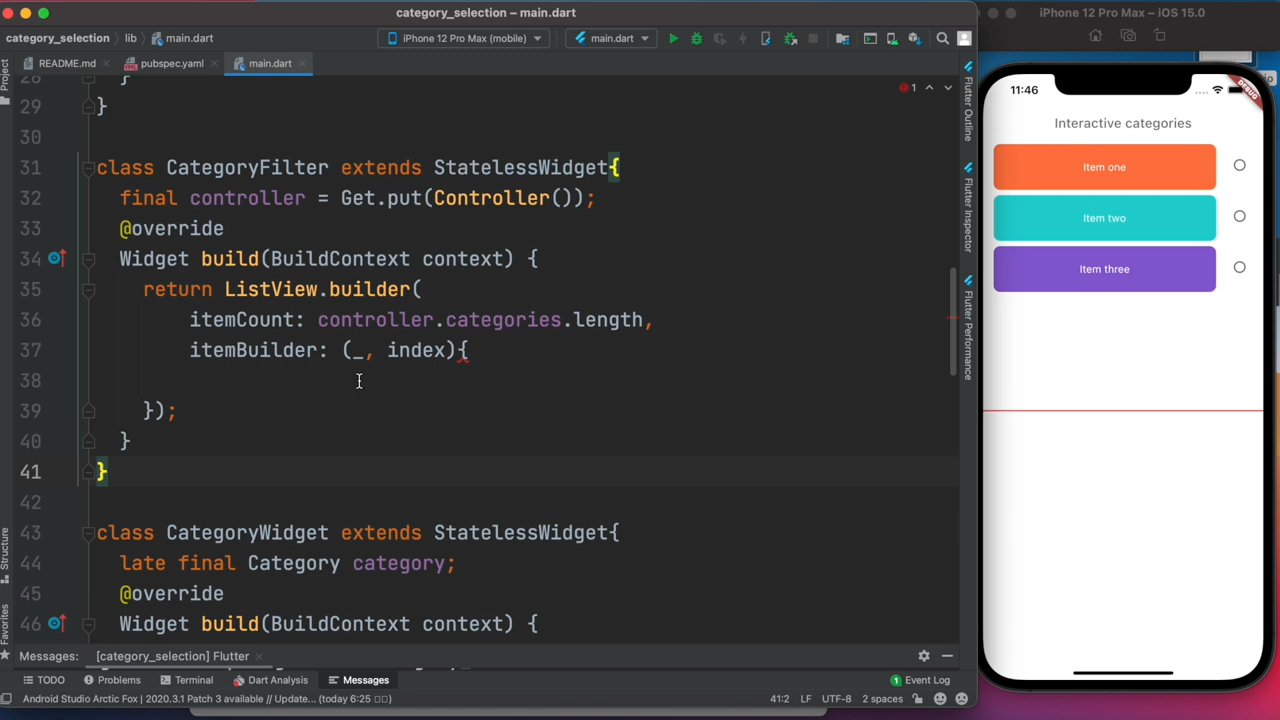 category_selection – main.dart
category_selection lib main.dart iPhone 12 Pro Max (mobile) main.dart
README.md pubspec.yaml main.dart
Project
28 }
29 }
30
31 class CategoryFilter extends StatelessWidget{
32 final controller = Get.put(Controller());
33 @override
34 Widget build(BuildContext context) {
35 return ListView.builder(
36 itemCount: controller.categories.length,
37 itemBuilder: (_, index){
38
39 });
40 }
41 }
42
43 class CategoryWidget extends StatelessWidget{
44 late final Category category;
45 @override
46 Widget build(BuildContext context) {
1
Structure
Favorites
Flutter Outline
Flutter Inspector
Flutter Performance
Messages: [category_selection] Flutter
TODO Problems Terminal Dart Analysis Messages 1 Event Log
Android Studio Arctic Fox | 2020.3.1 Patch 3 available // Update... (today 6:25) 41:2 LF UTF-8 2 spaces
iPhone 12 Pro Max – iOS 15.0
11:46
DEBUG
Interactive categories
Item one
Item two
Item three